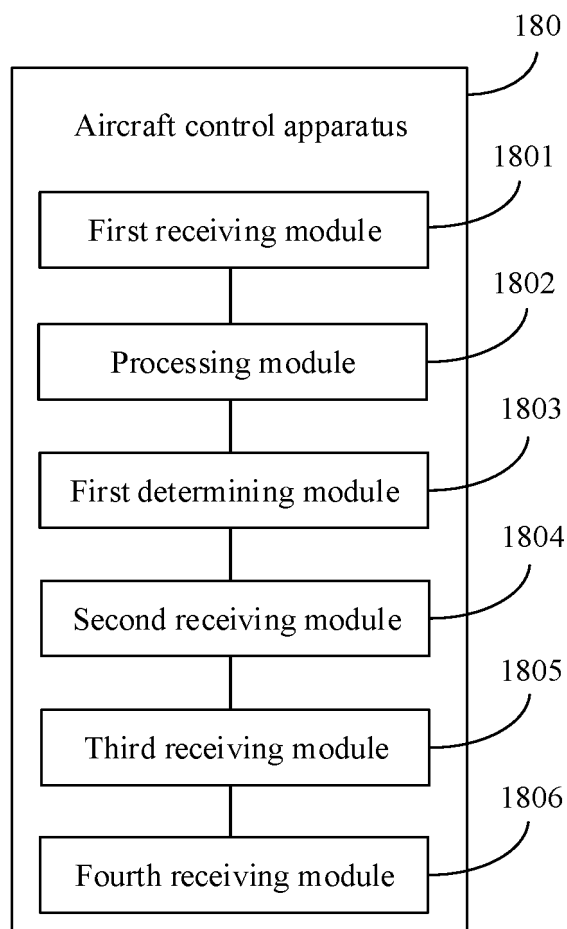 180
Aircraft control apparatus
1801
First receiving module
1802
Processing module
1803
First determining module
1804
Second receiving module
1805
Third receiving module
1806
Fourth receiving module